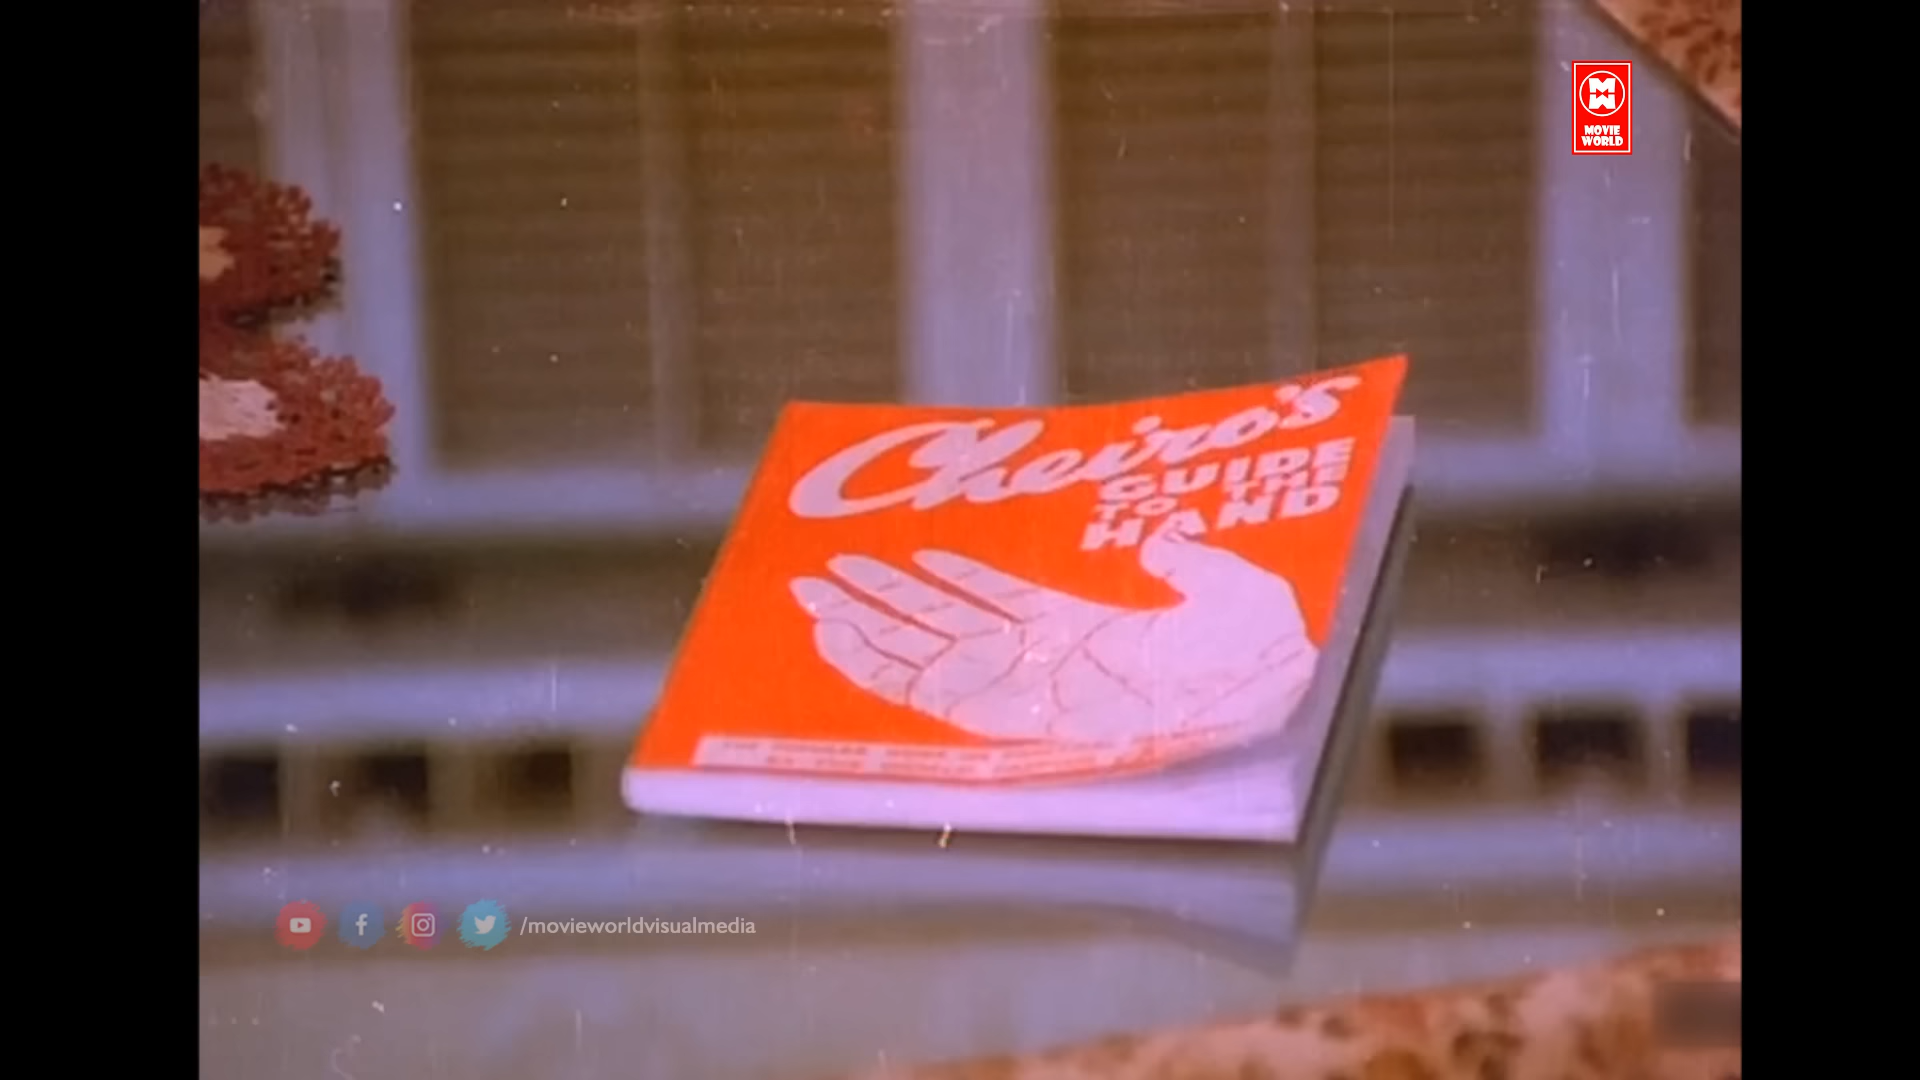 MOVIE
WORLD
Cheiro's
GUIDE
TO THE
HAND
/movieworldvisualmedia